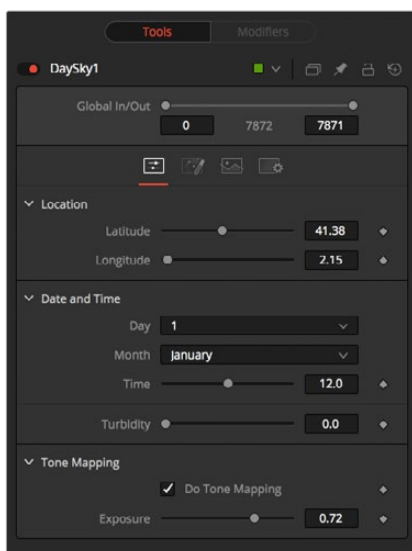 Tools Modifiers
DaySky1
Global In/Out
0 7872 7871
Location
Latitude 41.38
Longitude 2.15
Date and Time
Day 1
Month January
Time 12.0
Turbidity 0.0
Tone Mapping
Do Tone Mapping
Exposure 0.72